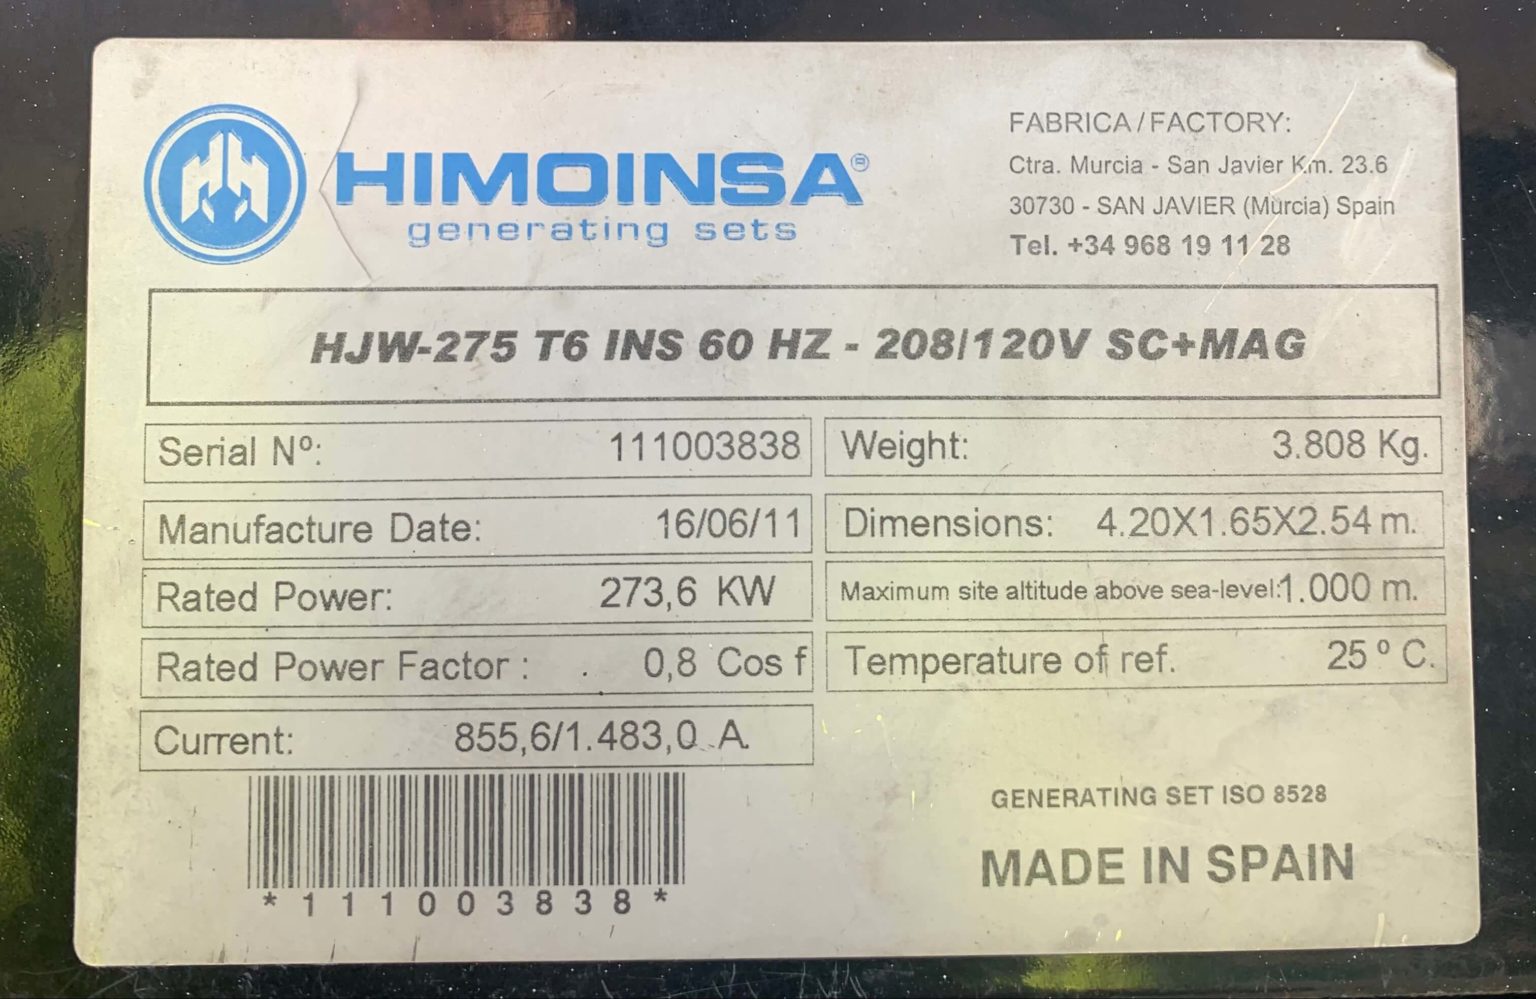 HIMOINSA®
generating sets
FABRICA/FACTORY:
Ctra. Murcia - San Javier Km. 23.6
30730 - SAN JAVIER (Murcia) Spain
Tel. +34 968 19 11 28
HJW-275 T6 INS 60 HZ - 208/120V SC+MAG
Serial Nº: 111003838
Weight: 3.808 Kg.
Manufacture Date: 16/06/11
Dimensions: 4.20X1.65X2.54 m.
Rated Power: 273,6 KW
Maximum site altitude above sea-level:1.000 m.
Rated Power Factor : 0,8 Cos f
Temperature of ref. 25 º C.
Current: 855,6/1.483,0 A.
*111003838*
GENERATING SET ISO 8528
MADE IN SPAIN